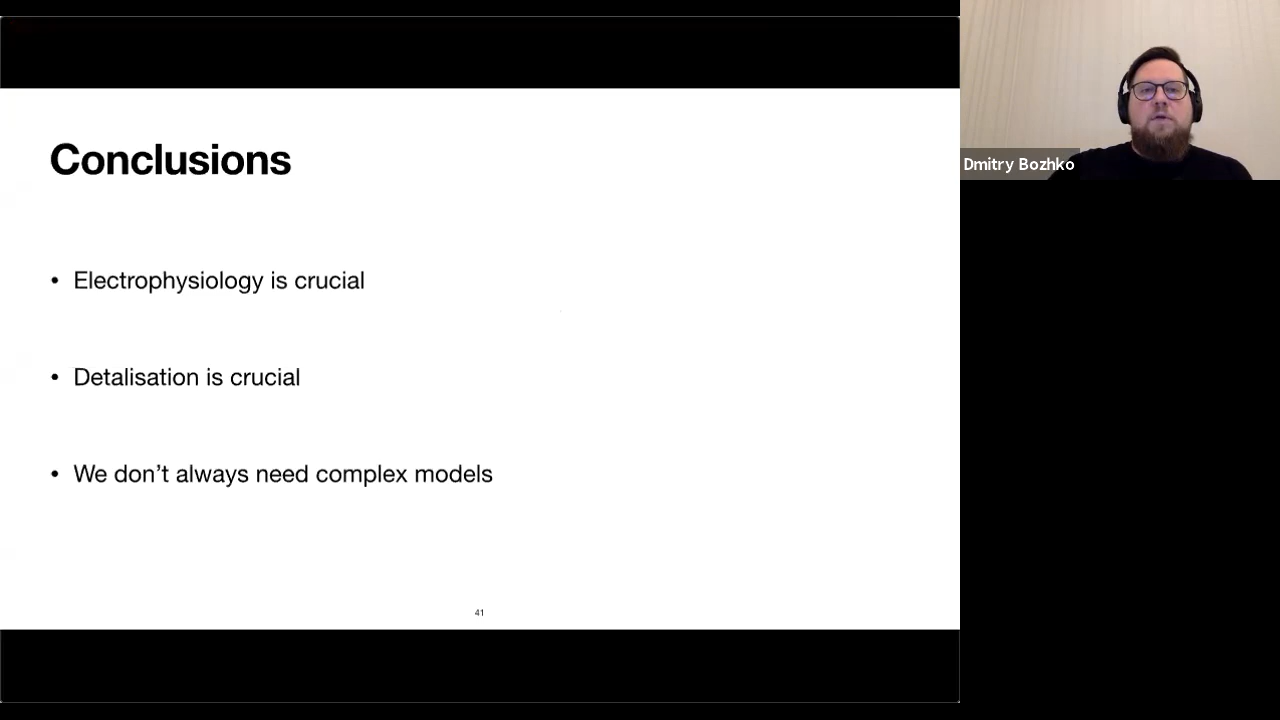 Conclusions
• Electrophysiology is crucial
• Detalisation is crucial
• We don’t always need complex models
41
Dmitry Bozhko